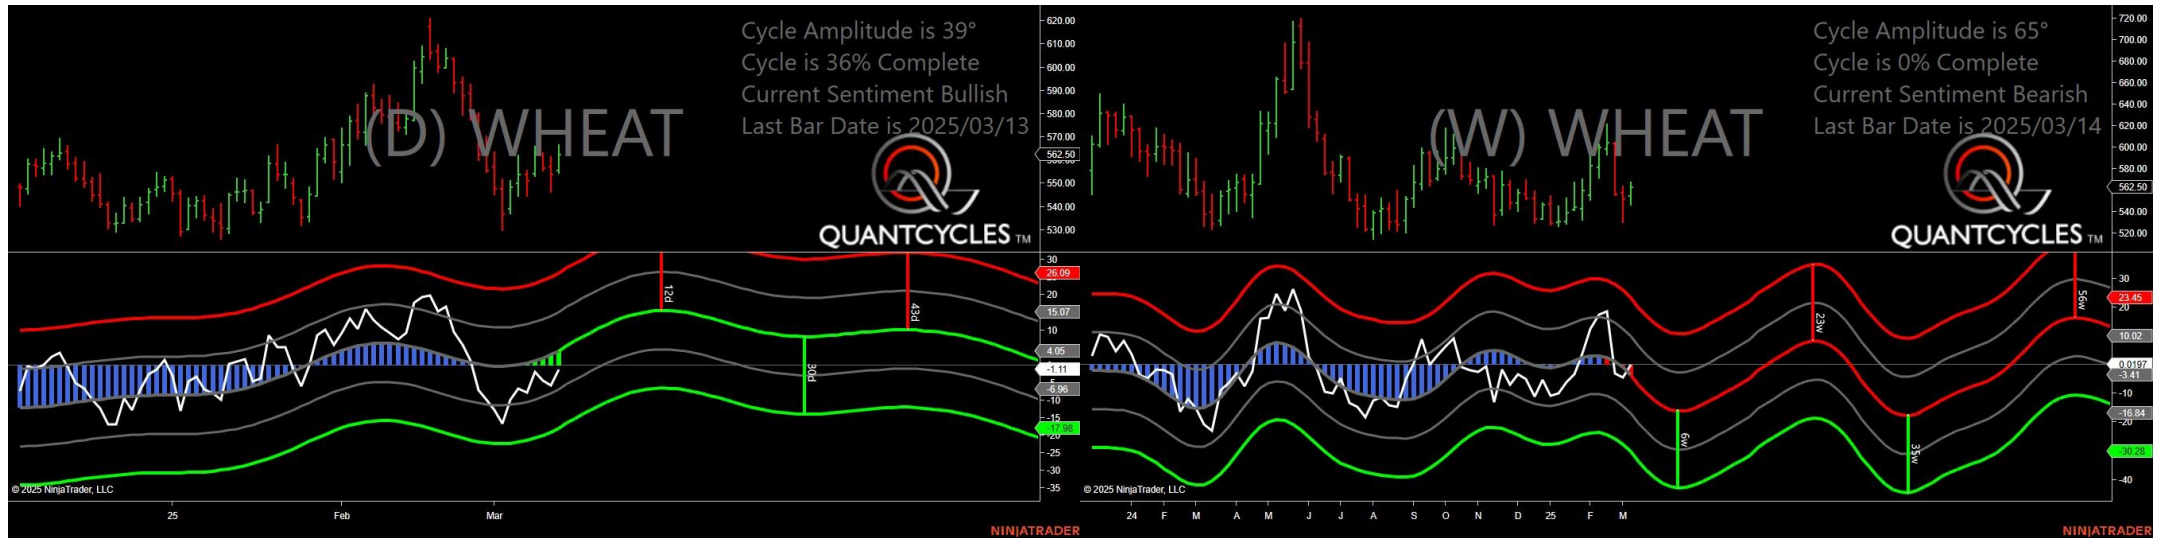 Cycle Amplitude is 39°
Cycle is 36% Complete
Current Sentiment Bullish
Last Bar Date is 2025/03/13
(D) WHEAT
QUANTCYCLES TM
620.00
610.00
600.00
590.00
580.00
570.00
562.50
550.00
540.00
530.00
30
26.09
20
15.07
10
4.05
-1.11
-6.96
-10
-15
-17.98
-20
-25
-30
-35
12d
30d
43d
© 2025 NinjaTrader, LLC
25 Feb Mar
NINJATRADER
Cycle Amplitude is 65°
Cycle is 0% Complete
Current Sentiment Bearish
Last Bar Date is 2025/03/14
(W) WHEAT
QUANTCYCLES TM
720.00
700.00
680.00
660.00
640.00
620.00
600.00
580.00
562.50
540.00
520.00
30
23.45
20
10.02
0.0197
-3.41
-10
-16.84
-20
-30.28
-40
6w
23w
35w
56w
© 2025 NinjaTrader, LLC
24 F M A M J J A S O N D 25 F M
NINJATRADER